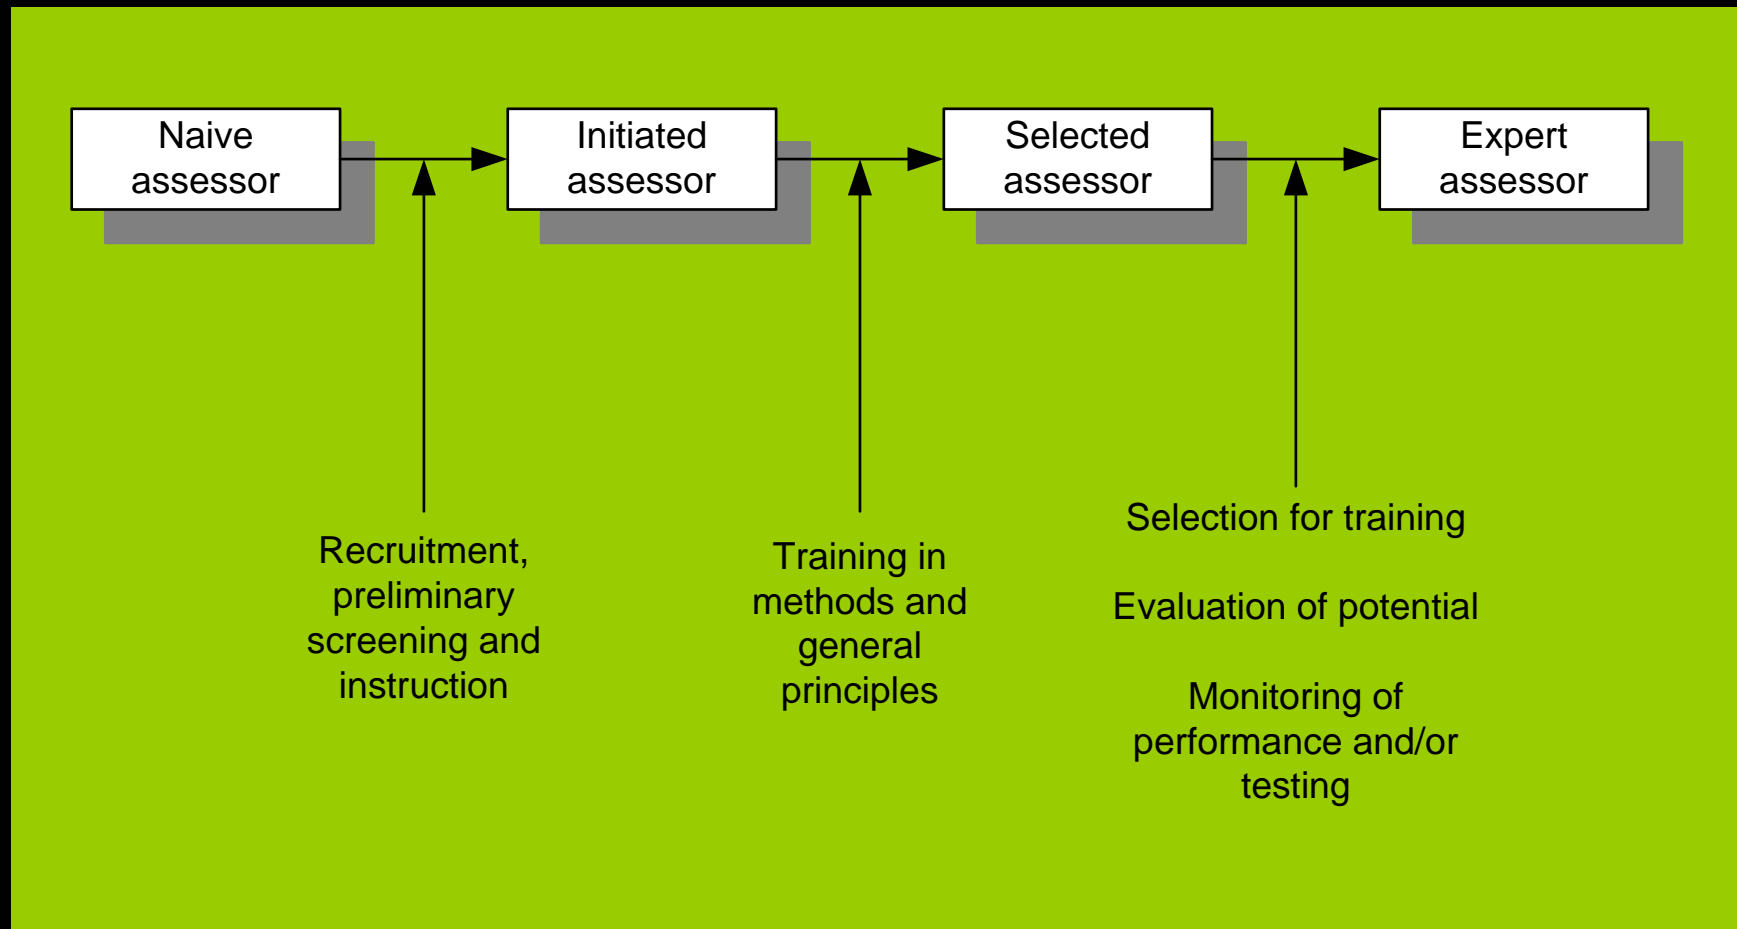 Naive
assessor
Initiated
assessor
Selected
assessor
Expert
assessor
Recruitment,
preliminary
screening and
instruction
Training in
methods and
general
principles
Selection for training
Evaluation of potential
Monitoring of
performance and/or
testing